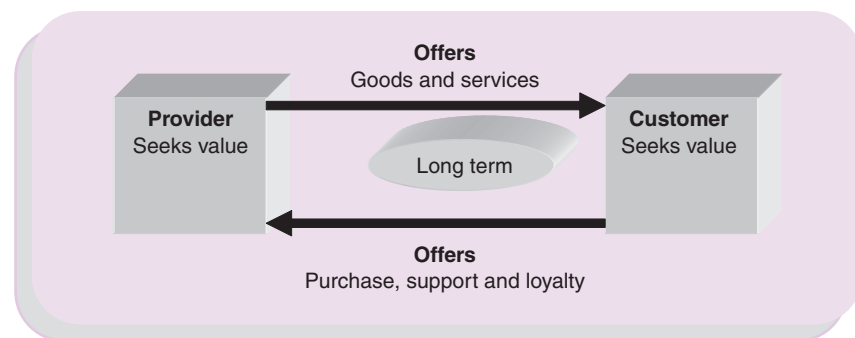 Offers
Goods and services
Provider
Seeks value
Customer
Seeks value
Long term
Offers
Purchase, support and loyalty